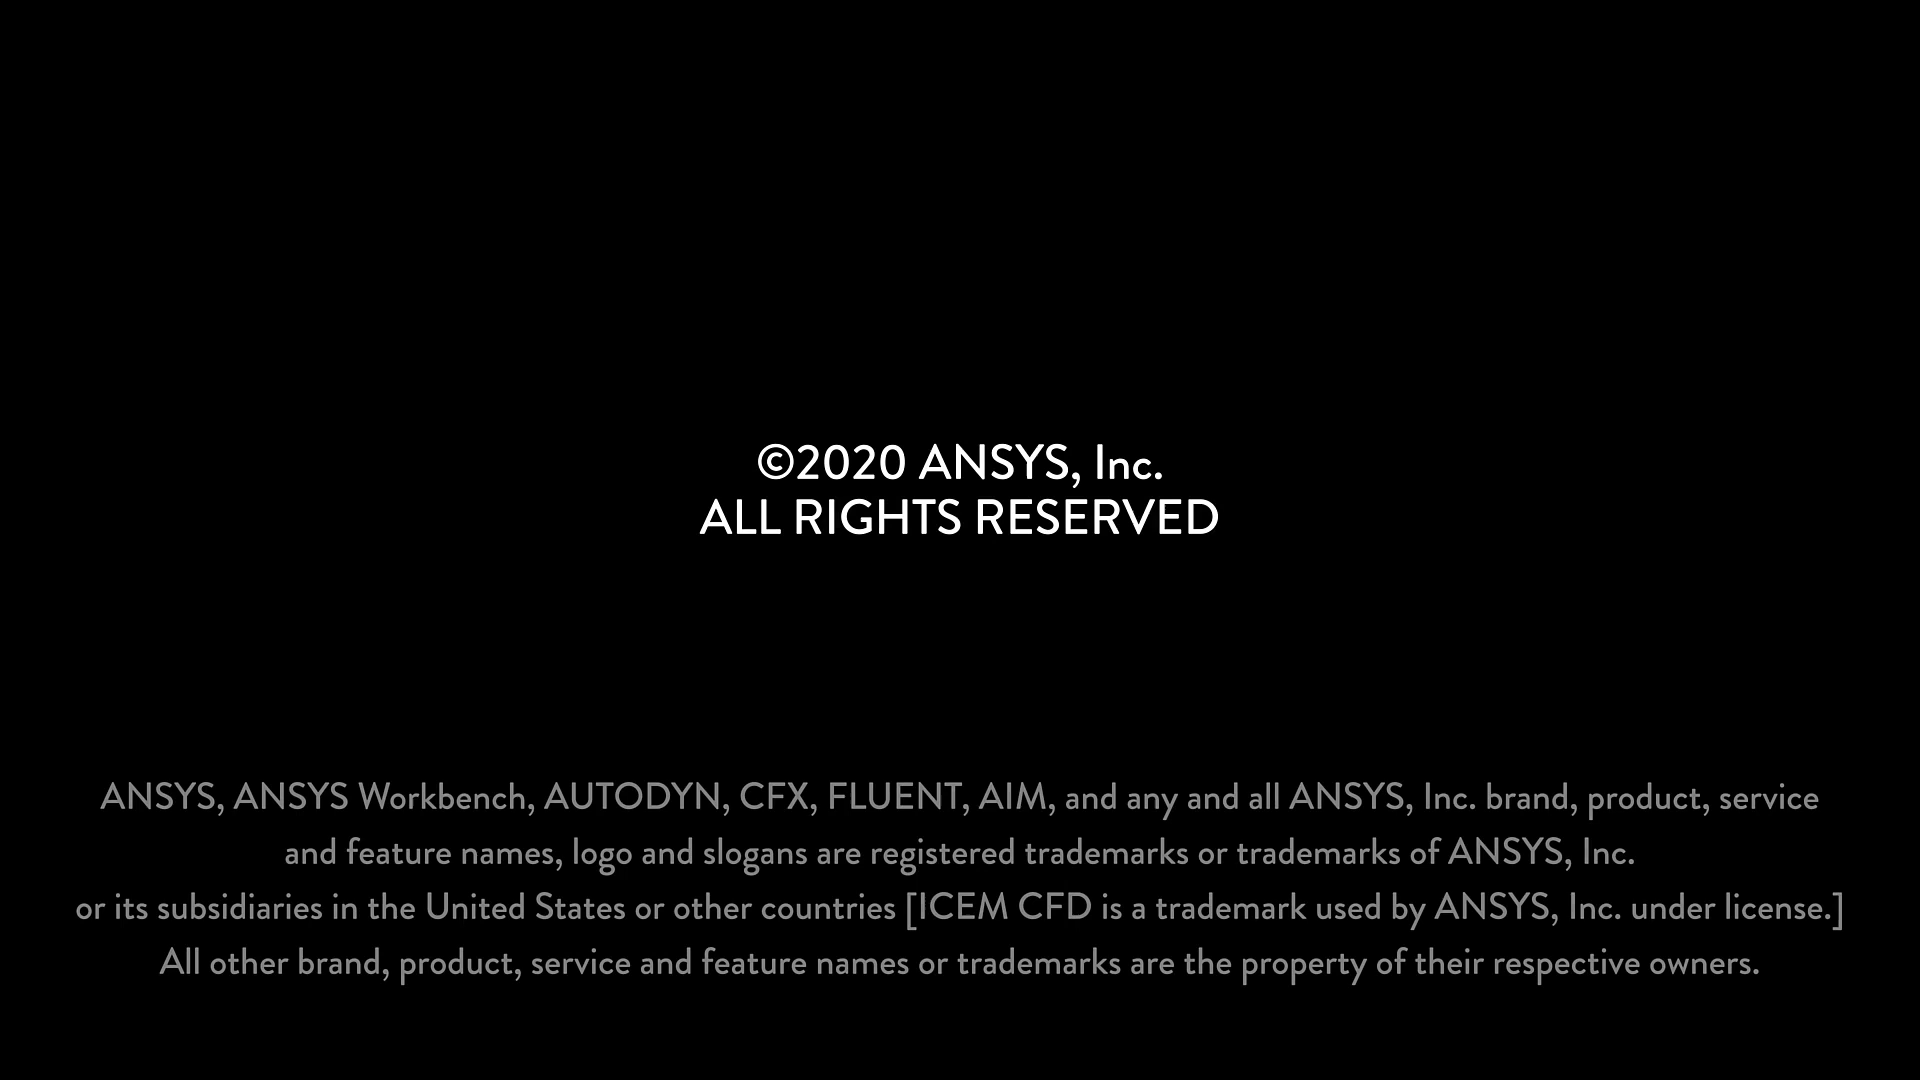 ©2020 ANSYS, Inc.
ALL RIGHTS RESERVED
ANSYS, ANSYS Workbench, AUTODYN, CFX, FLUENT, AIM, and any and all ANSYS, Inc. brand, product, service
and feature names, logo and slogans are registered trademarks or trademarks of ANSYS, Inc.
or its subsidiaries in the United States or other countries [ICEM CFD is a trademark used by ANSYS, Inc. under license.]
All other brand, product, service and feature names or trademarks are the property of their respective owners.